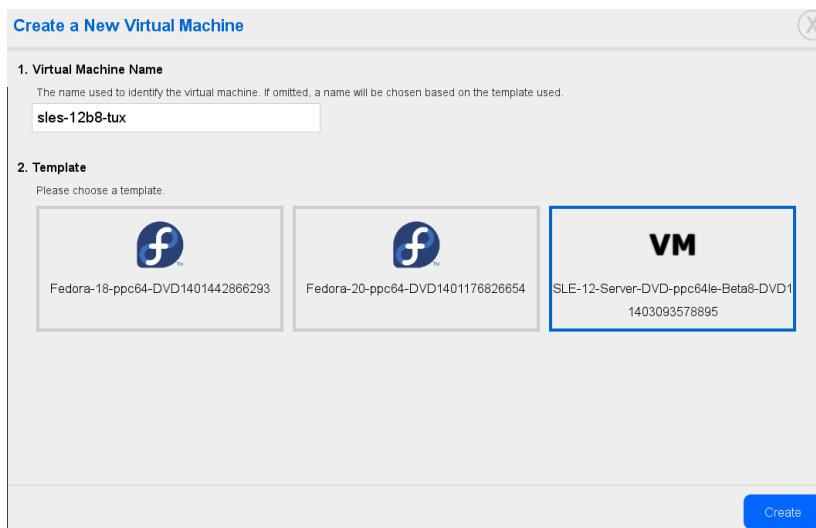 Create a New Virtual Machine
X
1. Virtual Machine Name
The name used to identify the virtual machine. If omitted, a name will be chosen based on the template used.
sles-12b8-tux
2. Template
Please choose a template.
Fedora-18-ppc64-DVD1401442866293
Fedora-20-ppc64-DVD1401176826654
VM
SLE-12-Server-DVD-ppc64le-Beta8-DVD1
1403093578895
Create